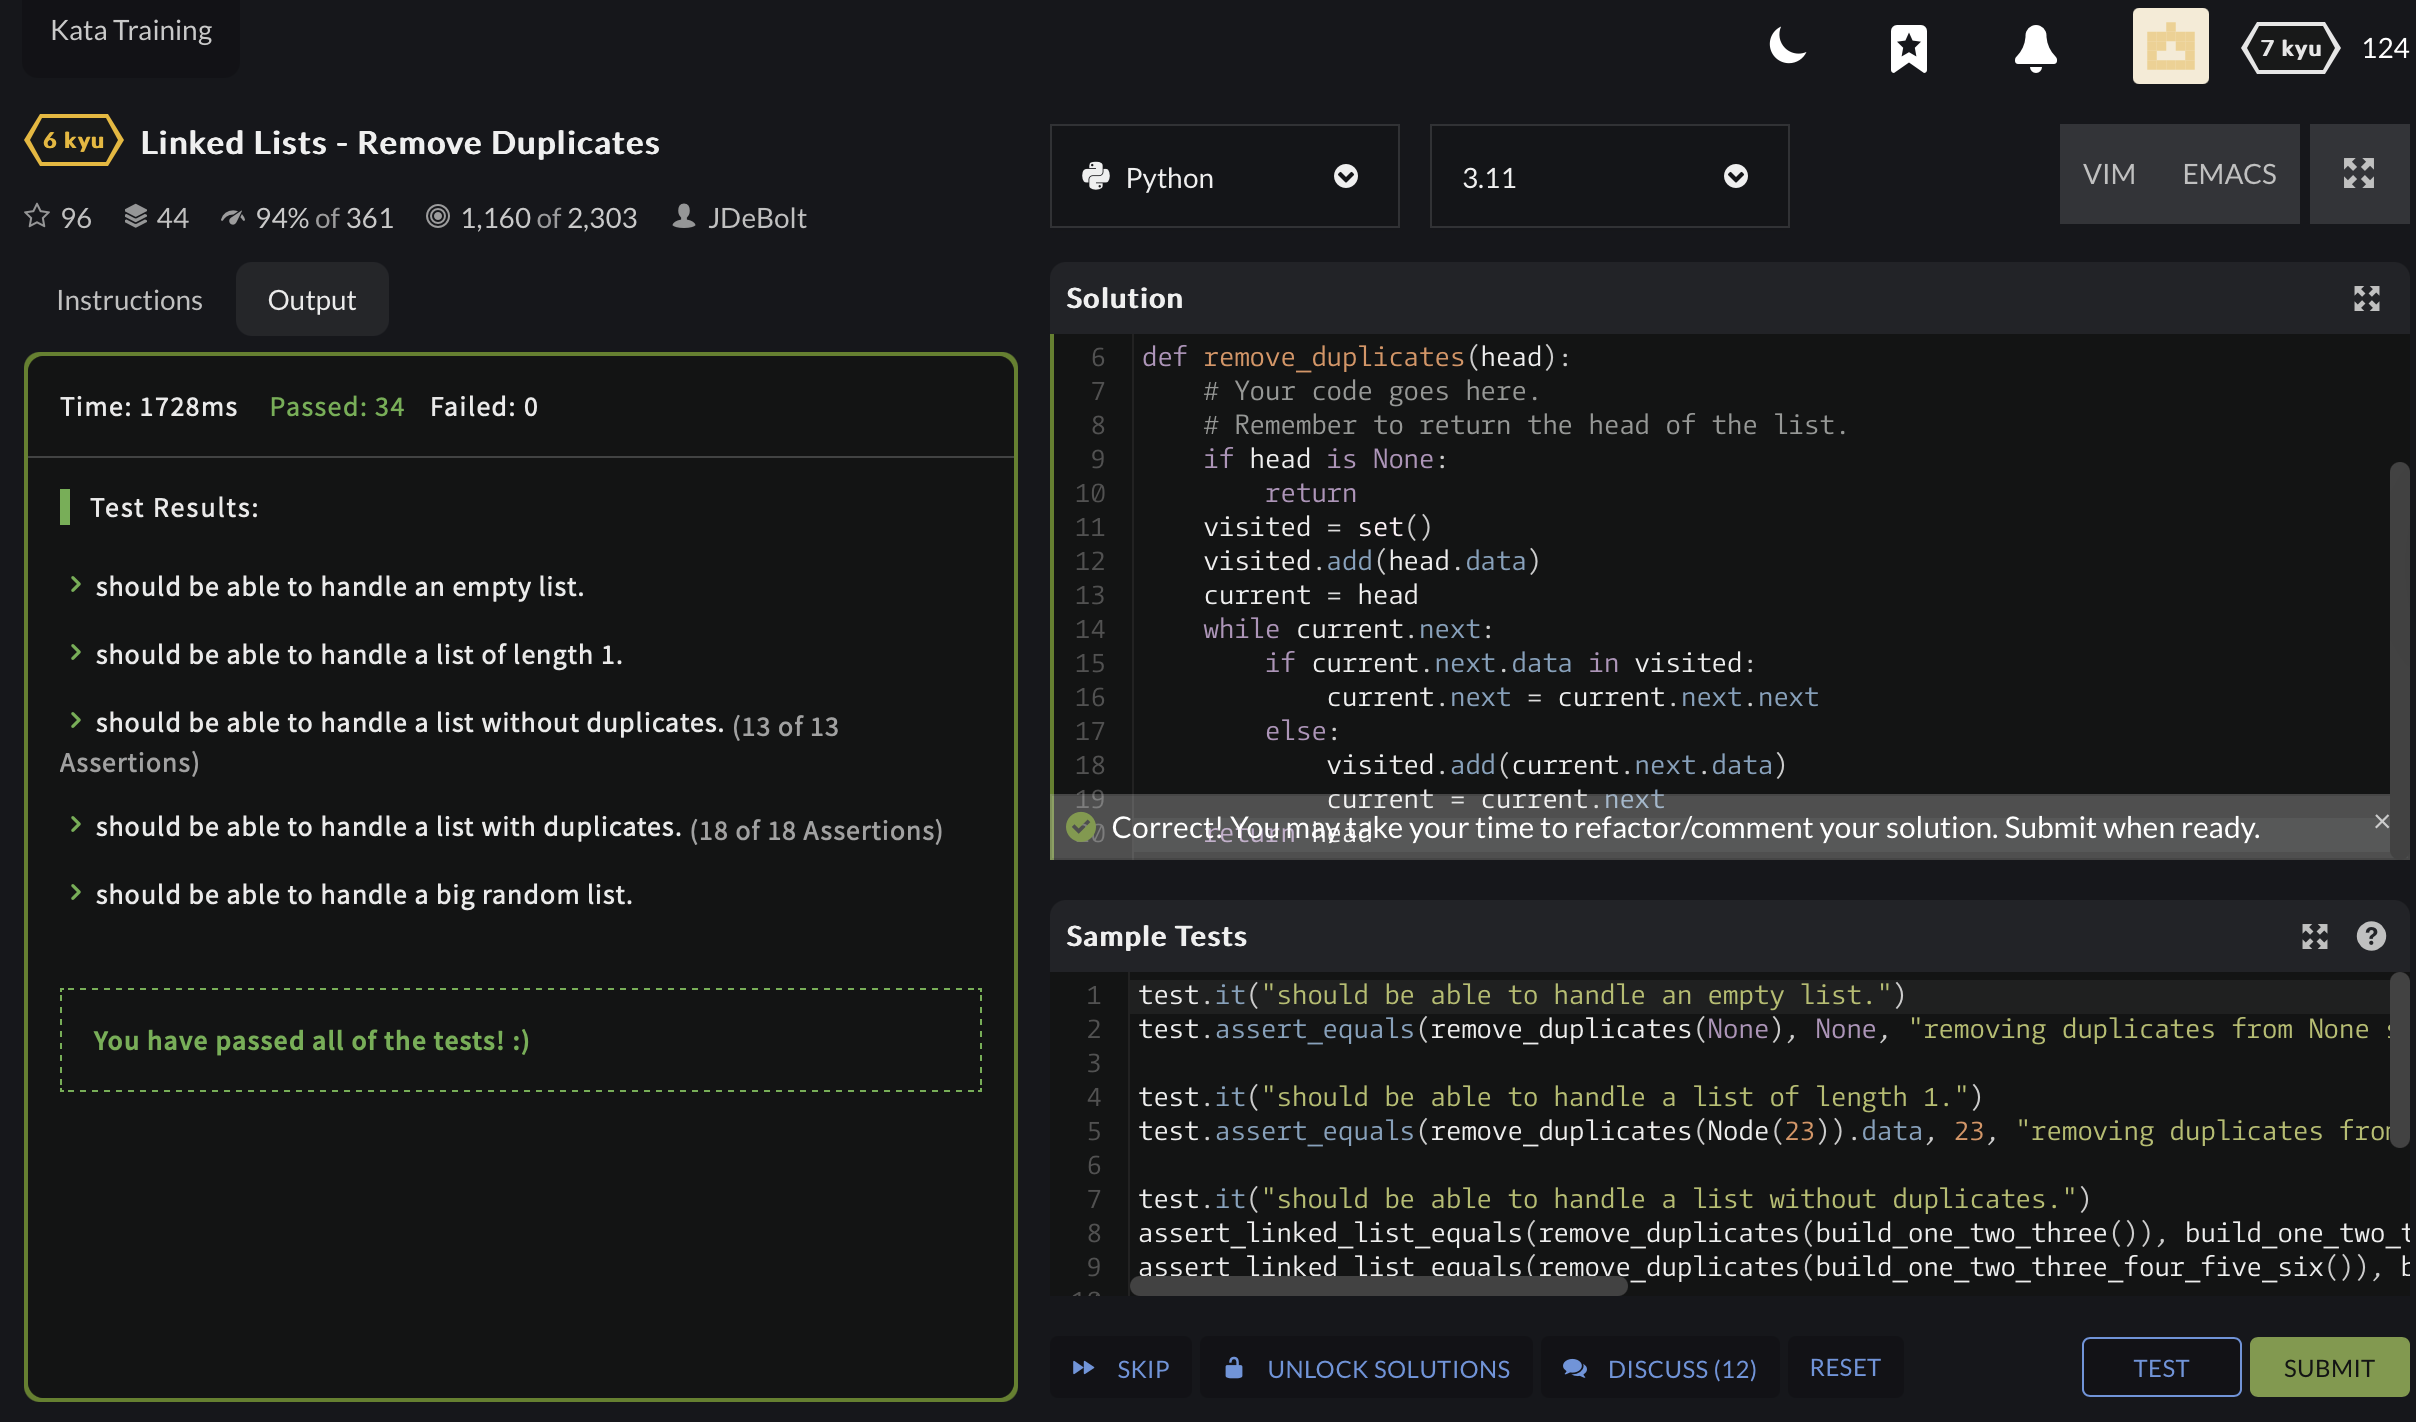 Kata Training
7 kyu
124
6 kyu
Linked Lists - Remove Duplicates
96
44
94% of 361
1,160 of 2,303
JDeBolt
Instructions
Output
Time: 1728ms Passed: 34 Failed: 0
Test Results:
should be able to handle an empty list.
should be able to handle a list of length 1.
should be able to handle a list without duplicates. (13 of 13
Assertions)
should be able to handle a list with duplicates. (18 of 18 Assertions)
should be able to handle a big random list.
You have passed all of the tests! :)
Python
3.11
VIM
EMACS
Solution
6 def remove_duplicates(head):
7 # Your code goes here.
8 # Remember to return the head of the list.
9 if head is None:
10 return
11 visited = set()
12 visited.add(head.data)
13 current = head
14 while current.next:
15 if current.next.data in visited:
16 current.next = current.next.next
17 else:
18 visited.add(current.next.data)
19 current = current.next
return head
Correct! You may take your time to refactor/comment your solution. Submit when ready.
Sample Tests
1 test.it("should be able to handle an empty list.")
2 test.assert_equals(remove_duplicates(None), None, "removing duplicates from None
3
4 test.it("should be able to handle a list of length 1.")
5 test.assert_equals(remove_duplicates(Node(23)).data, 23, "removing duplicates from
6
7 test.it("should be able to handle a list without duplicates.")
8 assert_linked_list_equals(remove_duplicates(build_one_two_three()), build_one_two_t
9 assert_linked_list_equals(remove_duplicates(build_one_two_three_four_five_six()), b
SKIP
UNLOCK SOLUTIONS
DISCUSS (12)
RESET
TEST
SUBMIT